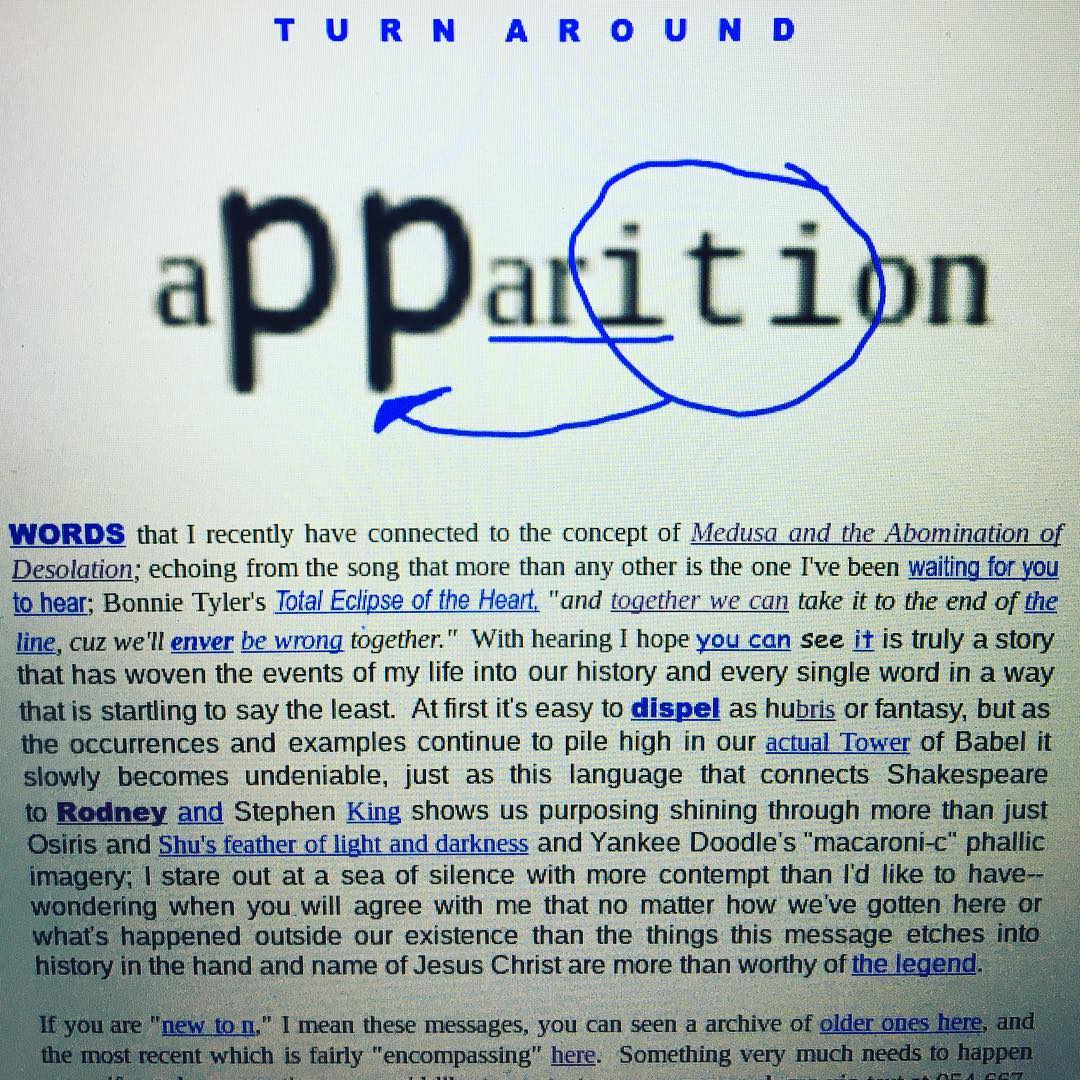 TURN AROUND
apparition
WORDS that I recently have connected to the concept of Medusa and the Abomination of
Desolation; echoing from the song that more than any other is the one I've been waiting for you
to hear; Bonnie Tyler's Total Eclipse of the Heart, "and together we can take it to the end of the
line, cuz we'll enver be wrong together."  With hearing I hope you can see it is truly a story
that has woven the events of my life into our history and every single word in a way
that is startling to say the least.  At first it's easy to dispel as hubris or fantasy, but as
the occurrences and examples continue to pile high in our actual Tower of Babel it
slowly becomes undeniable, just as this language that connects Shakespeare
to Rodney and Stephen King shows us purposing shining through more than just
Osiris and Shu's feather of light and darkness and Yankee Doodle's "macaroni-c" phallic
imagery; I stare out at a sea of silence with more contempt than I'd like to have--
wondering when you will agree with me that no matter how we've gotten here or
what's happened outside our existence than the things this message etches into
history in the hand and name of Jesus Christ are more than worthy of the legend.
If you are "new to n," I mean these messages, you can seen a archive of older ones here, and
the most recent which is fairly "encompassing" here.  Something very much needs to happen